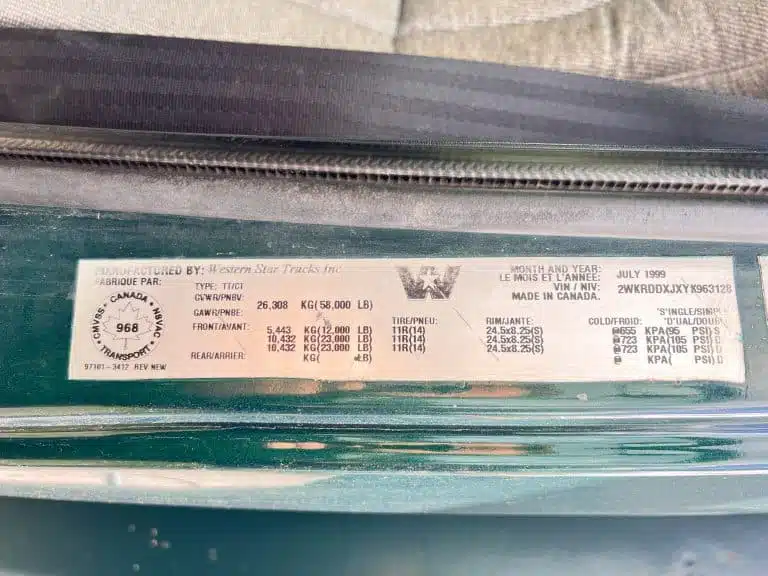 MANUFACTURED BY: Western Star Trucks Inc
FABRIQUE PAR:
TYPE: TT/CT
GVWR/PNBV: 26,308 KG(58,000 LB)
GAWR/PNBE:
FRONT/AVANT: 5,443 KG(12,000 LB)
10,432 KG(23,000 LB)
10,432 KG(23,000 LB)
REAR/ARRIER: KG( LB)
CMVSS · CANADA · NSVAC
968
TRANSPORT
97101-3412 REV NEW
W
MONTH AND YEAR: JULY 1999
LE MOIS ET L'ANNEE:
VIN / NIV: 2WKRDDXJXYK963128
MADE IN CANADA.
TIRE/PNEU: RIM/JANTE: COLD/FROID:
'S'INGLE/SIMPLE
'D'UAL/DOUBLE
11R(14) 24.5x8.25(S) @655 KPA(95 PSI)S
11R(14) 24.5x8.25(S) @723 KPA(105 PSI)D
11R(14) 24.5x8.25(S) @723 KPA(105 PSI)D
@ KPA( PSI)D